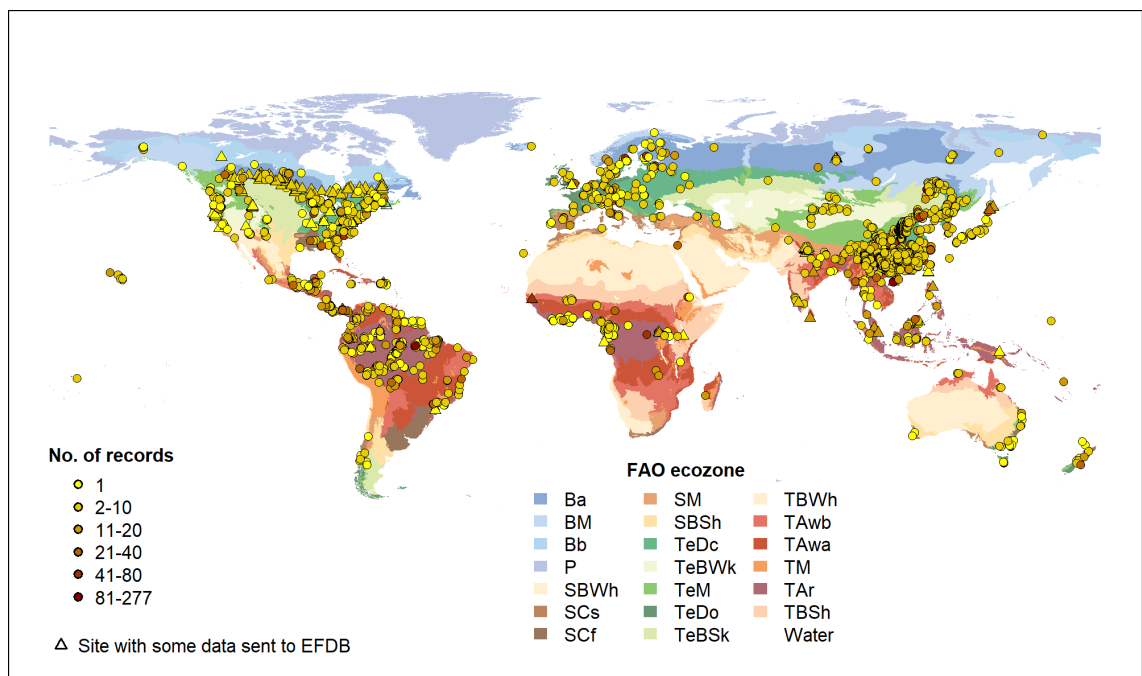 No. of records
1
2-10
11-20
21-40
41-80
81-277
Site with some data sent to EFDB
FAO ecozone
Ba
BM
Bb
P
SBWh
SCs
SCf
SM
SBSh
TeDc
TeBWk
TeM
TeDo
TeBSk
TBWh
TAwb
TAwa
TM
TAr
TBSh
Water